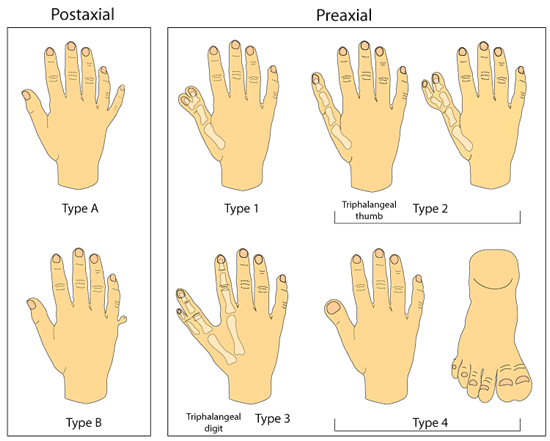 Postaxial
Preaxial
Type A
Type 1
Triphalangeal
thumb
Type 2
Type B
Triphalangeal
digit
Type 3
Type 4